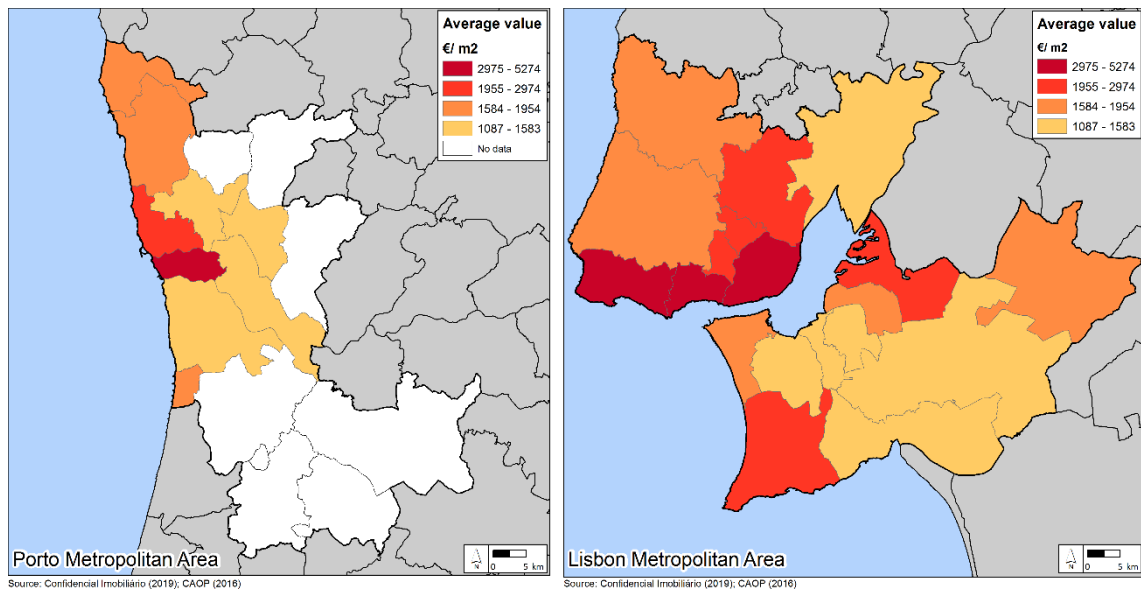 Average value
€/ m2
2975 - 5274
1955 - 2974
1584 - 1954
1087 - 1583
No data
Porto Metropolitan Area
N
0 5 km
Source: Confidencial Imobiliário (2019); CAOP (2016)
Average value
€/ m2
2975 - 5274
1955 - 2974
1584 - 1954
1087 - 1583
Lisbon Metropolitan Area
N
0 5 km
Source: Confidencial Imobiliário (2019); CAOP (2016)